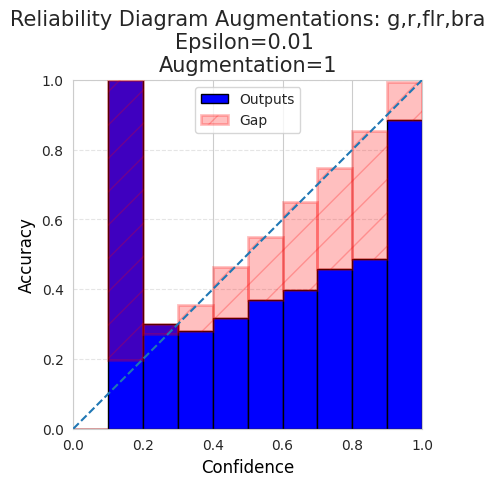 Reliability Diagram Augmentations: g,r,flr,bra
Epsilon=0.01
Augmentation=1
Outputs
Gap
1.0
0.8
0.6
0.4
0.2
0.0
Accuracy
0.0 0.2 0.4 0.6 0.8 1.0
Confidence